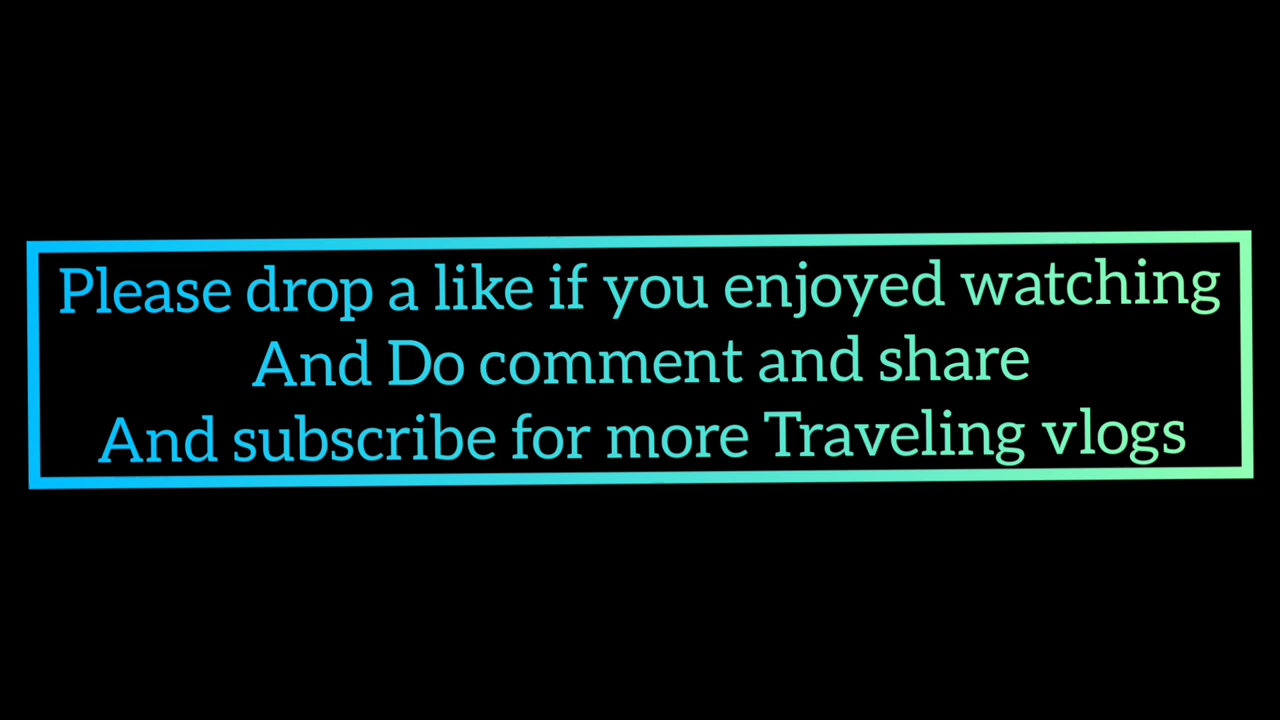 Please drop a like if you enjoyed watching
And Do comment and share
And subscribe for more Traveling vlogs